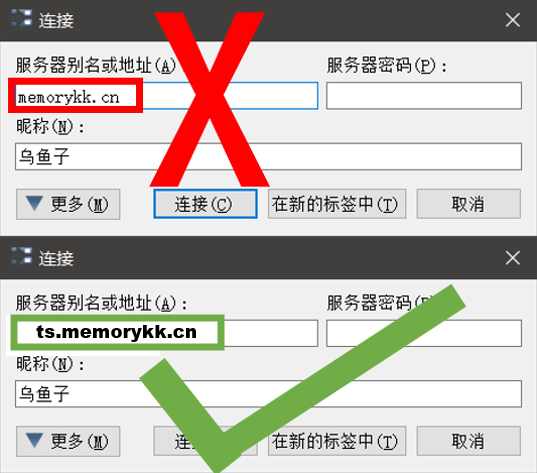 连接
服务器别名或地址(A) 服务器密码(P):
memorykk.cn
昵称(N):
乌鱼子
更多(M) 连接(C) 在新的标签中(T) 取消
连接
服务器别名或地址(A): 服务器密码(P):
ts.memorykk.cn
昵称(N):
乌鱼子
更多(M) 连 在新的标签中(T) 取消